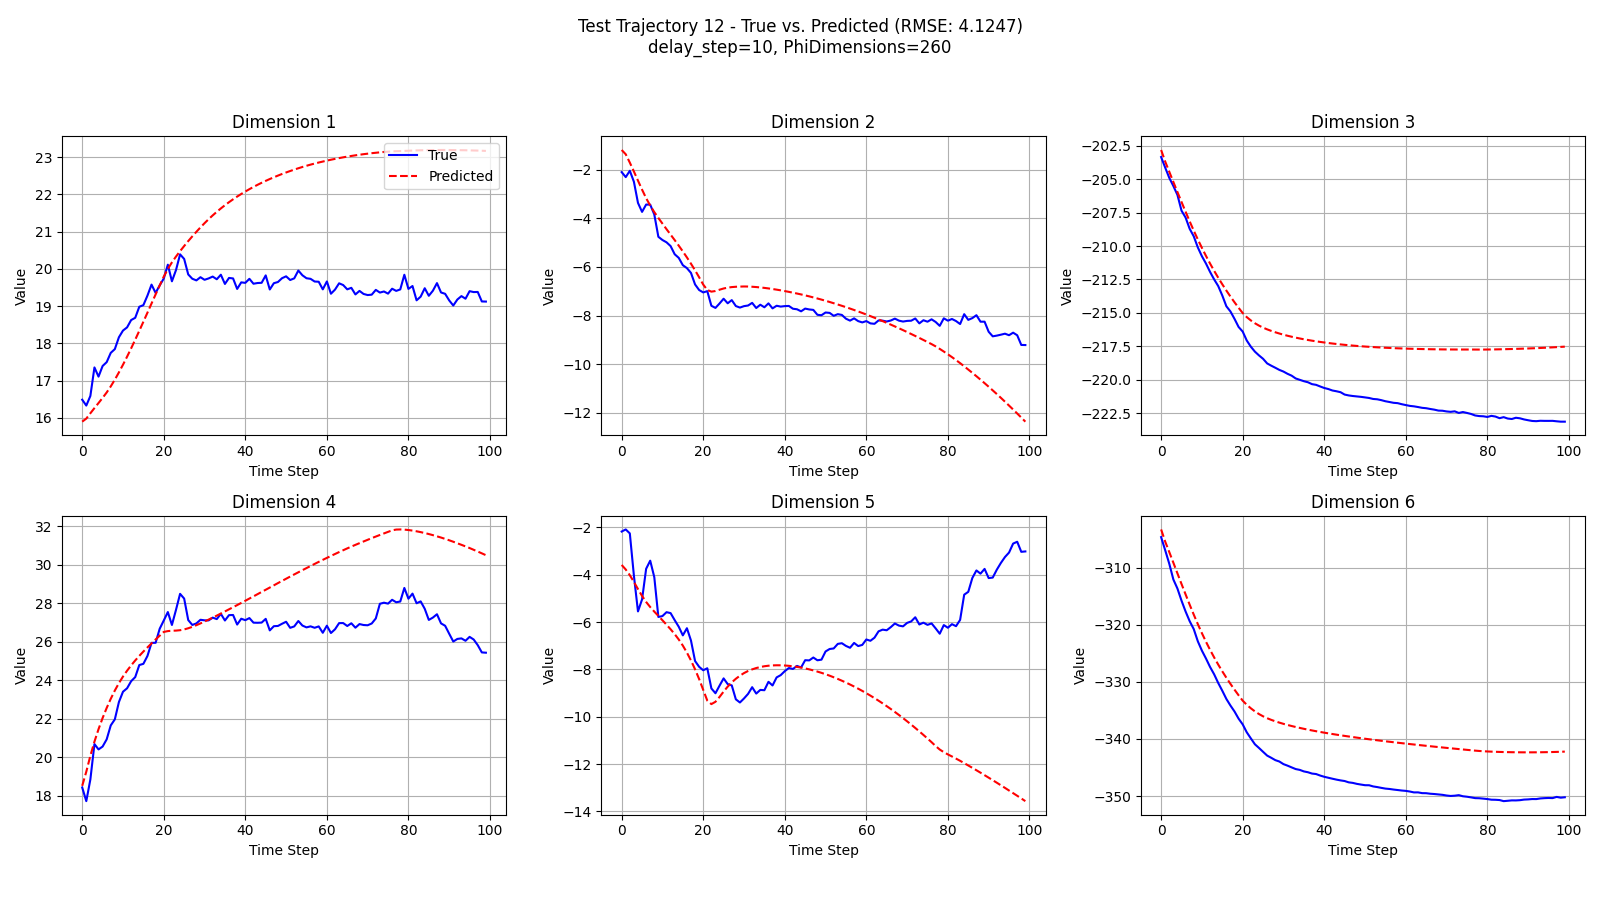 Test Trajectory 12 - True vs. Predicted (RMSE: 4.1247)
delay_step=10, PhiDimensions=260
Dimension 1
23
22
21
20
19
18
17
16
Value
0 20 40 60 80 100
Time Step
True
Predicted
Dimension 2
−2
−4
−6
−8
−10
−12
Value
0 20 40 60 80 100
Time Step
Dimension 3
−202.5
−205.0
−207.5
−210.0
−212.5
−215.0
−217.5
−220.0
−222.5
Value
0 20 40 60 80 100
Time Step
Dimension 4
32
30
28
26
24
22
20
18
Value
0 20 40 60 80 100
Time Step
Dimension 5
−2
−4
−6
−8
−10
−12
−14
Value
0 20 40 60 80 100
Time Step
Dimension 6
−310
−320
−330
−340
−350
Value
0 20 40 60 80 100
Time Step